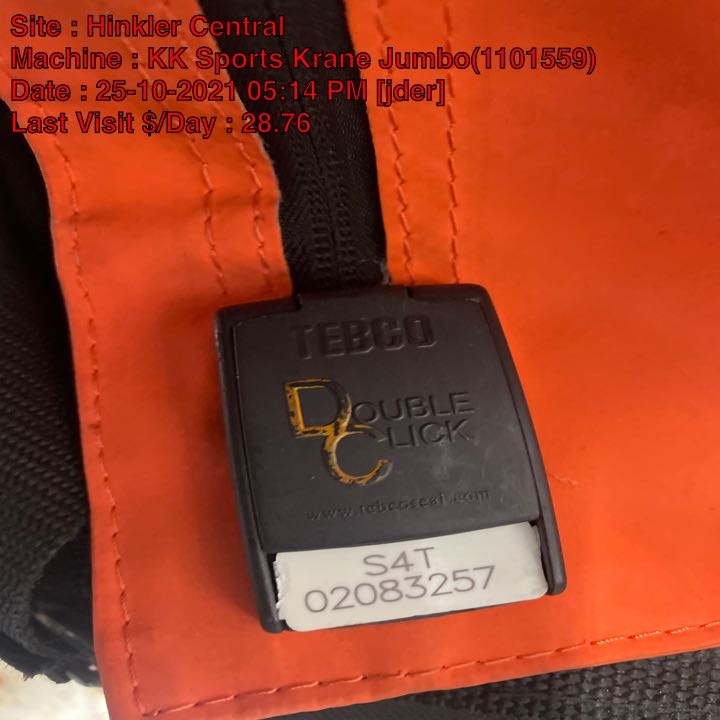 Site : Hinkler Central
Machine : KK Sports Krane Jumbo(1101559)
Date : 25-10-2021 05:14 PM [jder]
Last Visit $/Day : 28.76
TEBCO
DOUBLE
CLICK
www.tebcoseal.com
S4T
02083257